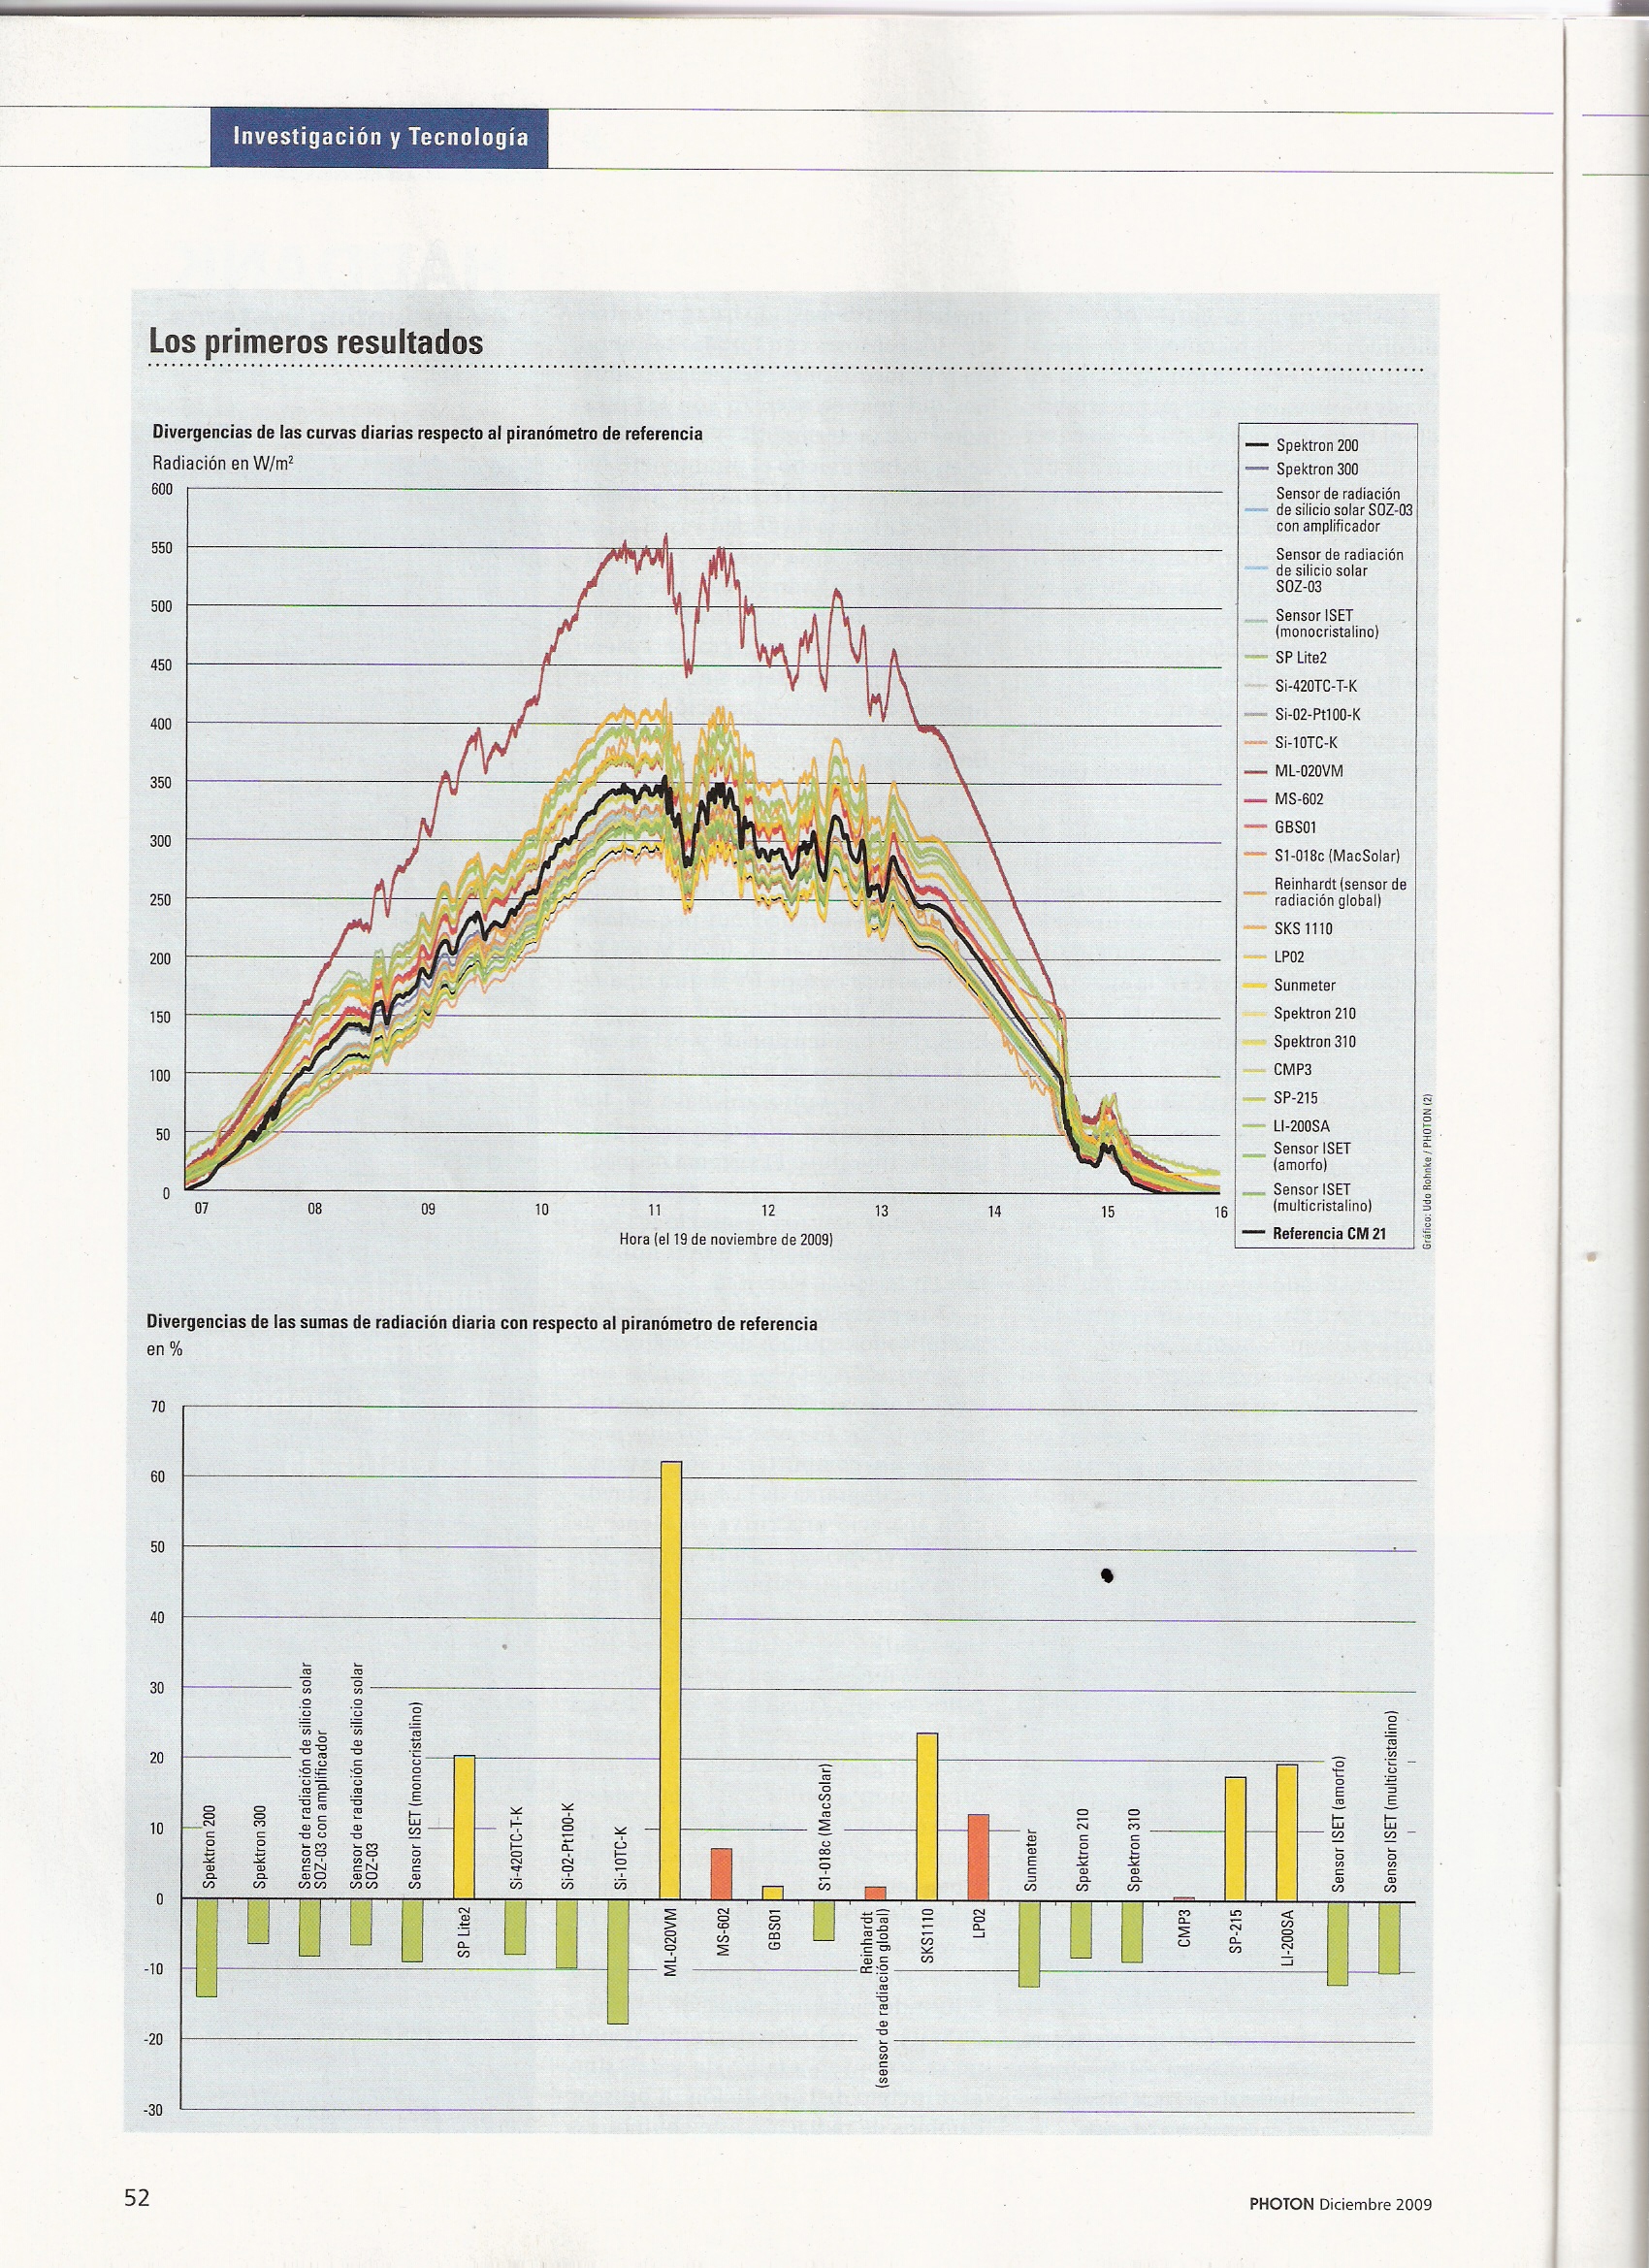 Investigación y Tecnología
Los primeros resultados
Divergencias de las curvas diarias respecto al piranómetro de referencia
Radiación en W/m²
600
550
500
450
400
350
300
250
200
150
100
50
0
07 08 09 10 11 12 13 14 15 16
Hora (el 19 de noviembre de 2009)
Spektron 200
Spektron 300
Sensor de radiación
de silicio solar SOZ-03
con amplificador
Sensor de radiación
de silicio solar
SOZ-03
Sensor ISET
(monocristalino)
SP Lite2
Si-420TC-T-K
Si-02-Pt100-K
Si-10TC-K
ML-020VM
MS-602
GBS01
S1-018c (MacSolar)
Reinhardt (sensor de
radiación global)
SKS 1110
LP02
Sunmeter
Spektron 210
Spektron 310
CMP3
SP-215
LI-200SA
Sensor ISET
(amorfo)
Sensor ISET
(multicristalino)
Referencia CM 21
Gráfico: Udo Rohnke / PHOTON (2)
Divergencias de las sumas de radiación diaria con respecto al piranómetro de referencia
en %
70
60
50
40
30
20
10
0
-10
-20
-30
Spektron 200
Spektron 300
Sensor de radiación de silicio solar
SOZ-03 con amplificador
Sensor de radiación de silicio solar
SOZ-03
Sensor ISET (monocristalino)
SP Lite2
Si-420TC-T-K
Si-02-Pt100-K
Si-10TC-K
ML-020VM
MS-602
GBS01
S1-018c (MacSolar)
Reinhardt
(sensor de radiación global)
SKS1110
LP02
Sunmeter
Spektron 210
Spektron 310
CMP3
SP-215
LI-200SA
Sensor ISET (amorfo)
Sensor ISET (multicristalino)
52
PHOTON Diciembre 2009